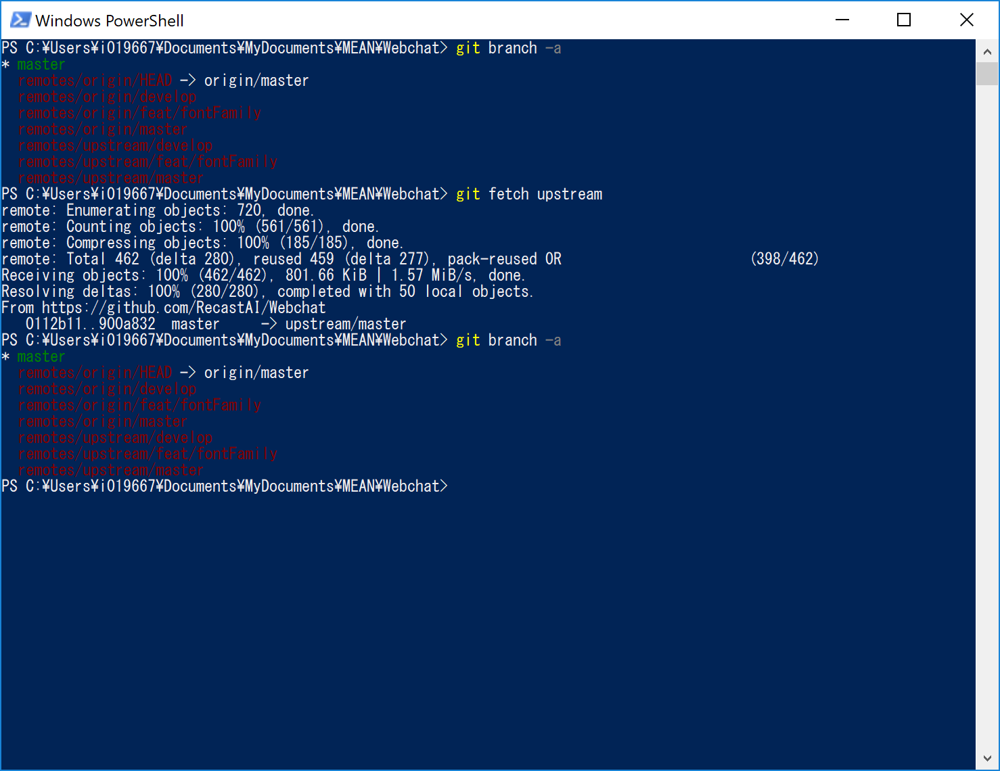 Windows PowerShell
PS C:¥Users¥i019667¥Documents¥MyDocuments¥MEAN¥Webchat> git branch -a
* master
  remotes/origin/HEAD -> origin/master
  remotes/origin/develop
  remotes/origin/feat/fontFamily
  remotes/origin/master
  remotes/upstream/develop
  remotes/upstream/feat/fontFamily
  remotes/upstream/master
PS C:¥Users¥i019667¥Documents¥MyDocuments¥MEAN¥Webchat> git fetch upstream
remote: Enumerating objects: 720, done.
remote: Counting objects: 100% (561/561), done.
remote: Compressing objects: 100% (185/185), done.
remote: Total 462 (delta 280), reused 459 (delta 277), pack-reused 0R                       (398/462)
Receiving objects: 100% (462/462), 801.66 KiB | 1.57 MiB/s, done.
Resolving deltas: 100% (280/280), completed with 50 local objects.
From https://github.com/RecastAI/Webchat
   0112b11..900a832  master     -> upstream/master
PS C:¥Users¥i019667¥Documents¥MyDocuments¥MEAN¥Webchat> git branch -a
* master
  remotes/origin/HEAD -> origin/master
  remotes/origin/develop
  remotes/origin/feat/fontFamily
  remotes/origin/master
  remotes/upstream/develop
  remotes/upstream/feat/fontFamily
  remotes/upstream/master
PS C:¥Users¥i019667¥Documents¥MyDocuments¥MEAN¥Webchat>